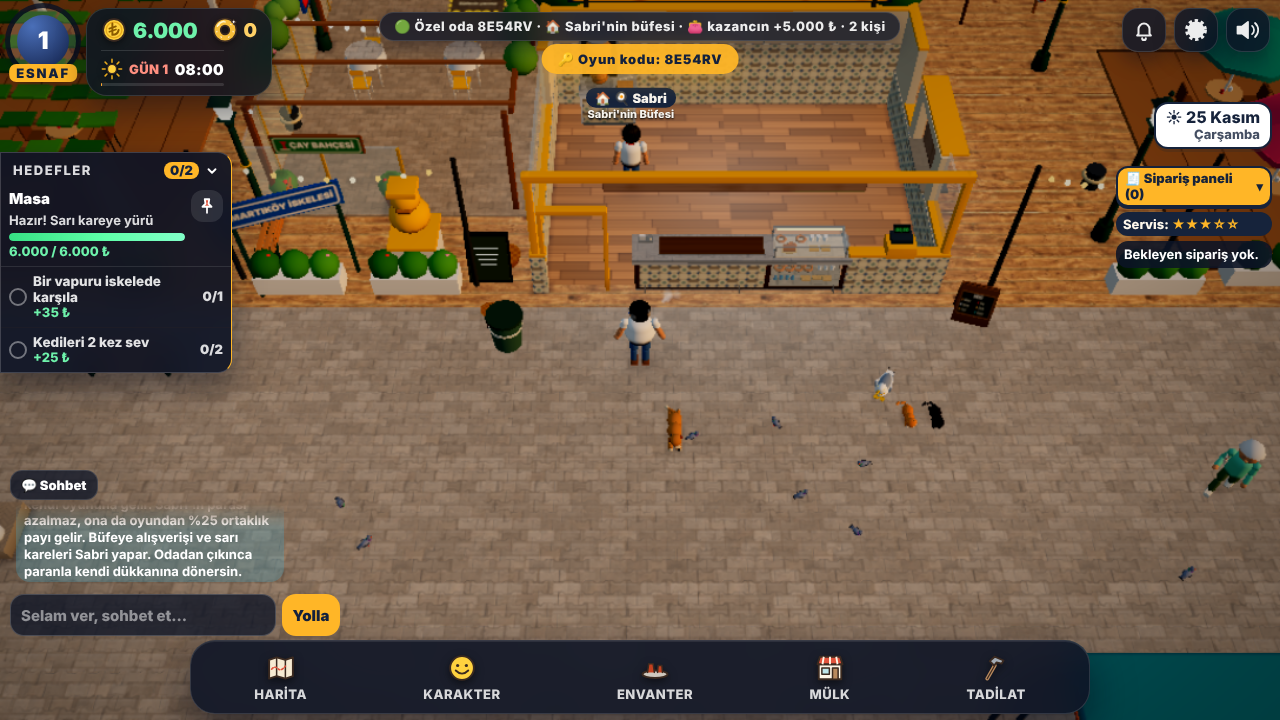 1
ESNAF
6.000
0
GÜN 1 08:00
Özel oda 8E54RV · Sabri'nin büfesi · kazancın +5.000 ₺ · 2 kişi
Oyun kodu: 8E54RV
Sabri
Sabri'nin Büfesi
25 Kasım
Çarşamba
Sipariş paneli
(0)
Servis: ★★★☆☆
Bekleyen sipariş yok.
HEDEFLER
0/2
Masa
Hazır! Sarı kareye yürü
6.000 / 6.000 ₺
Bir vapuru iskelede
karşıla
0/1
+35 ₺
Kedileri 2 kez sev
0/2
+25 ₺
ÇAY BAHÇESİ
MARTIKÖY İSKELESİ
Sohbet
azalmaz, ona da oyundan %25 ortaklık
payı gelir. Büfeye alışverişi ve sarı
kareleri Sabri yapar. Odadan çıkınca
paranla kendi dükkanına dönersin.
Selam ver, sohbet et...
Yolla
HARİTA
KARAKTER
ENVANTER
MÜLK
TADİLAT